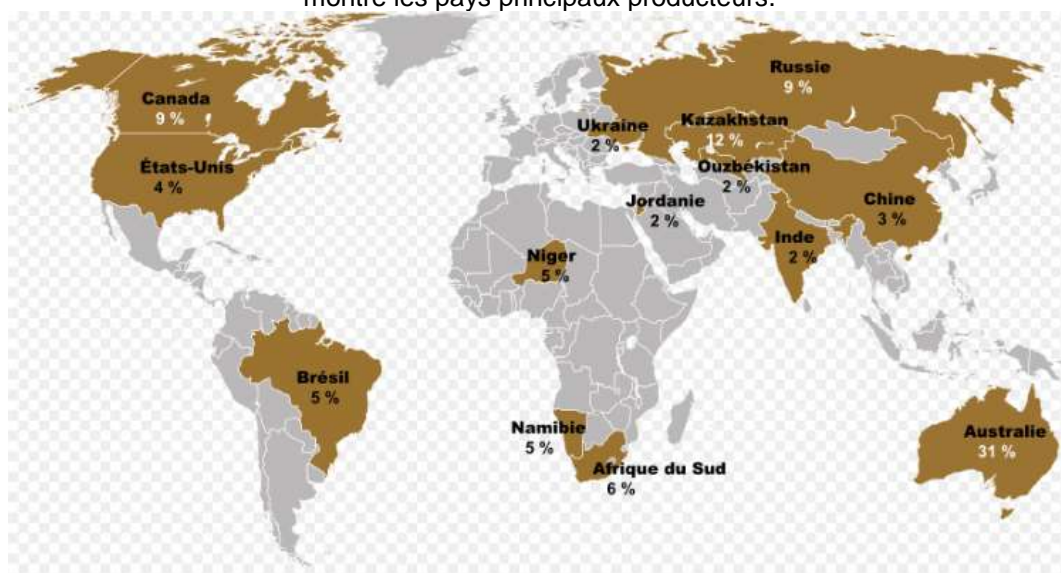 montre les pays principaux producteurs.
Canada
9 %
États-Unis
4 %
Russie
9 %
Ukraine
2 %
Kazakhstan
12 %
Ouzbékistan
2 %
Jordanie
2 %
Chine
3 %
Inde
2 %
Niger
5 %
Brésil
5 %
Namibie
5 %
Afrique du Sud
6 %
Australie
31 %